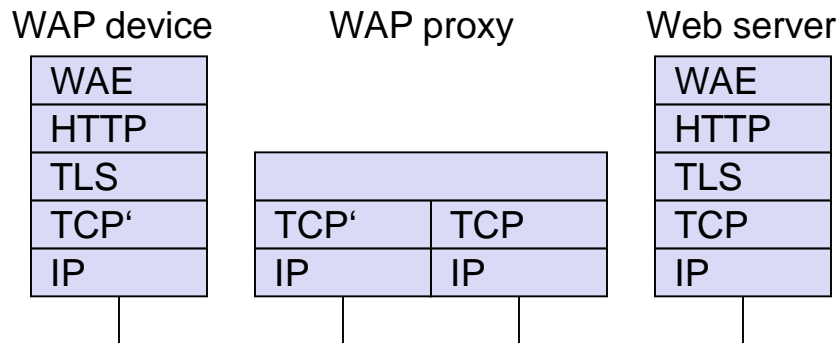 WAP device WAP proxy Web server
WAE WAE
HTTP HTTP
TLS TLS
TCP‘ TCP‘ TCP TCP
IP IP IP IP